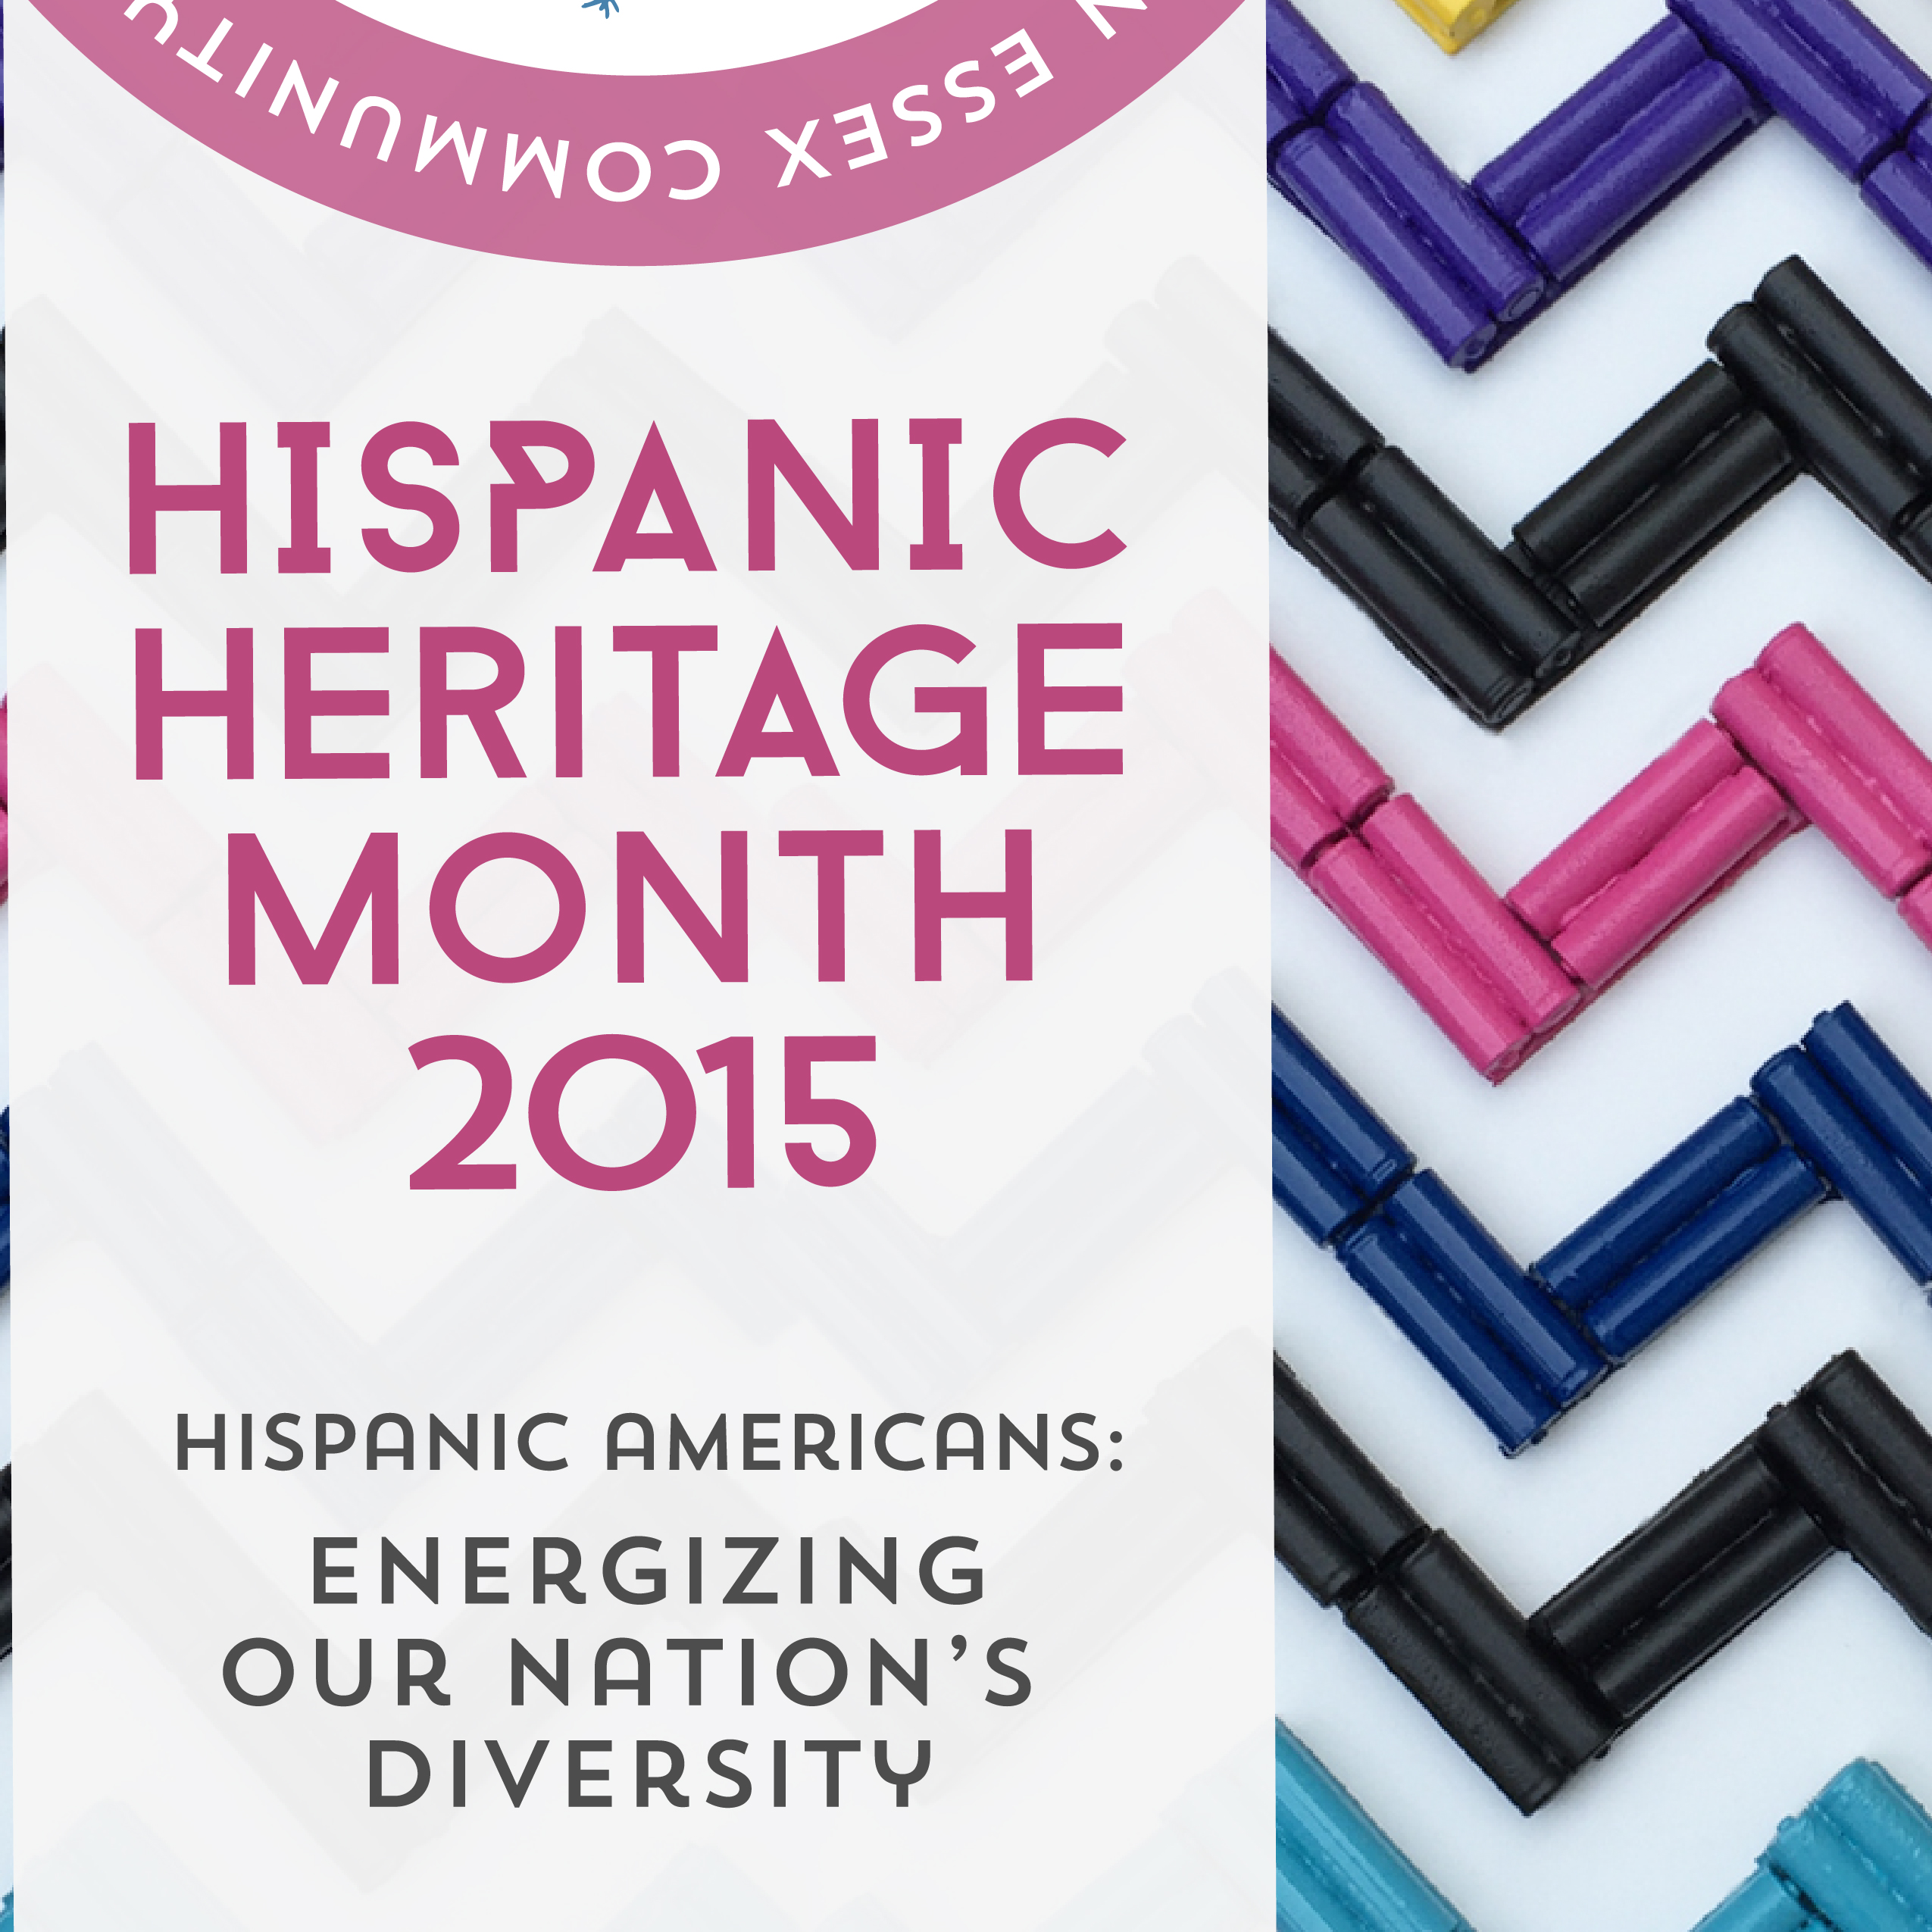 ESSEX COMMUNITY
HISPANIC
HERITAGE
MONTH
2015
HISPANIC AMERICANS:
ENERGIZING
OUR NATION'S
DIVERSITY